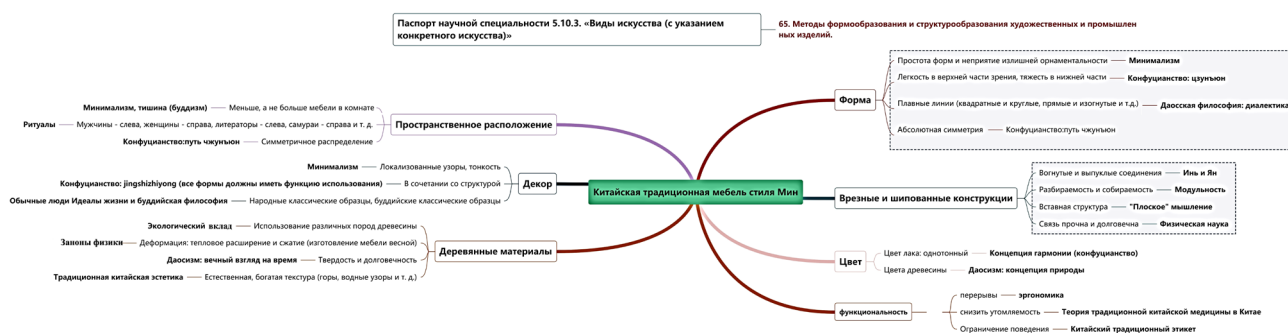 Паспорт научной специальности 5.10.3. «Виды искусства (с указанием
конкретного искусства)»
65. Методы формообразования и структурообразования художественных и промышлен
ных изделий.
Китайская традиционная мебель стиля Мин
Пространственное расположение
Минимализм, тишина (буддизм) Меньше, а не больше мебели в комнате
Ритуалы Мужчины - слева, женщины - справа, литераторы - слева, самураи - справа и т. д.
Конфуцианство:путь чжунъюн Симметричное распределение
Декор
Минимализм Локализованные узоры, тонкость
Конфуцианство: jingshizhiyong (все формы должны иметь функцию использования) В сочетании со структурой
Обычные люди Идеалы жизни и буддийская философия Народные классические образцы, буддийские классические образцы
Деревянные материалы
Экологический вклад Использование различных пород древесины
Заноны физики Деформация: тепловое расширение и сжатие (изготовление мебели весной)
Даосизм: вечный взгляд на время Твердость и долговечность
Традиционная китайская эстетика Естественная, богатая текстура (горы, водные узоры и т. д.)
Форма
Простота форм и неприятие излишней орнаментальности Минимализм
Легкость в верхней части зрения, тяжесть в нижней части Конфуцианство: цзунъюн
Плавные линии (квадратные и круглые, прямые и изогнутые и т.д.) Даосская философия: диалектика
Абсолютная симметрия Конфуцианство:путь чжунъюн
Врезные и шипованные конструкции
Вогнутые и выпуклые соединения Инь и Ян
Разбираемость и собираемость Модульность
Вставная структура "Плоское" мышление
Связь прочна и долговечна Физическая наука
Цвет
Цвет лака: однотонный Концепция гармонии (конфуцианство)
Цвета древесины Даосизм: концепция природы
функциональность
перерывы эргономика
снизить утомляемость Теория традиционной китайской медицины в Китае
Ограничение поведения Китайский традиционный этикет